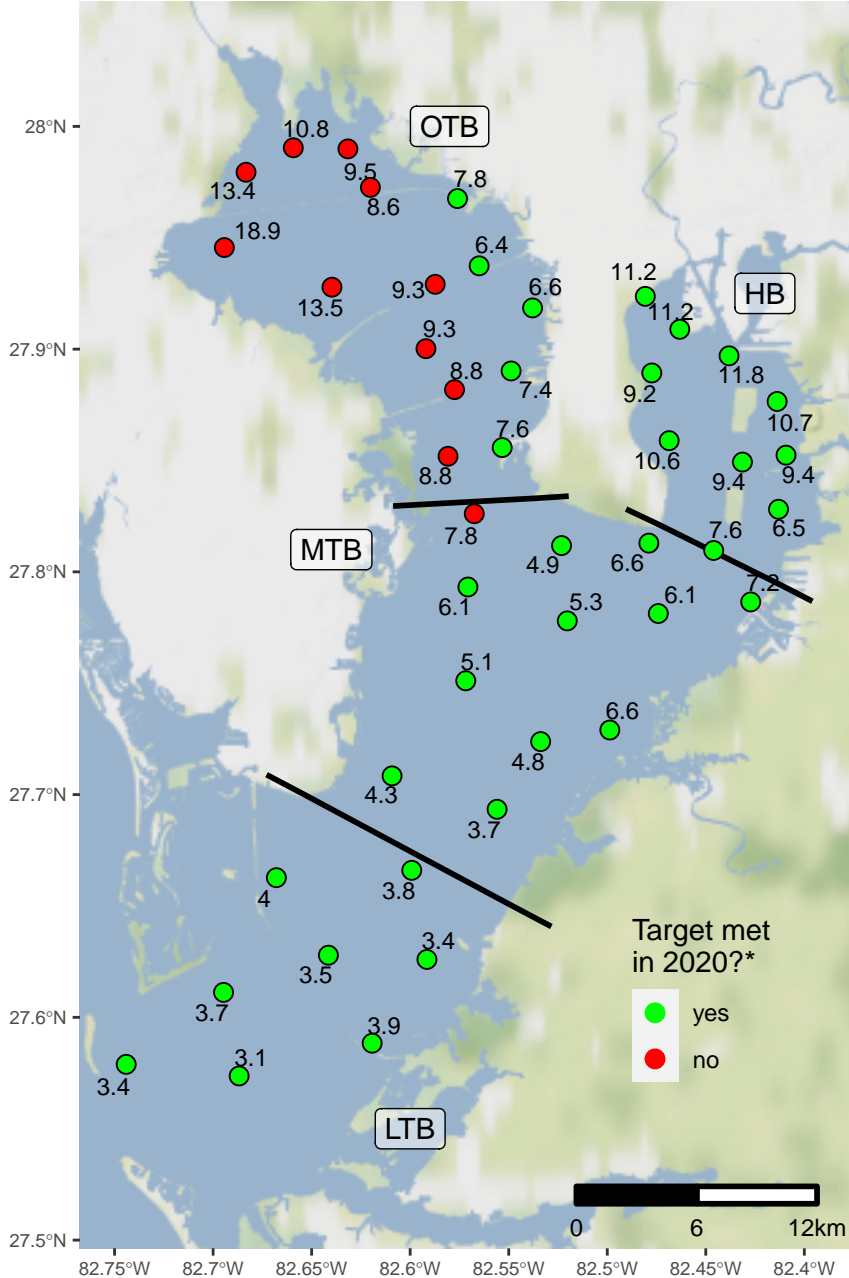 28°N
27.9°N
27.8°N
27.7°N
27.6°N
27.5°N
OTB
10.8
9.5
13.4
8.6
7.8
18.9
6.4
13.5
9.3
6.6
9.3
8.8
7.4
7.6
8.8
HB
11.2
11.2
11.8
9.2
10.7
10.6
9.4
9.4
6.5
7.6
7.2
MTB
7.8
4.9
6.6
6.1
5.3
6.1
5.1
6.6
4.8
4.3
3.7
3.8
4
3.4
3.5
3.7
3.9
3.1
3.4
LTB
Target met
in 2020?*
yes
no
0 6 12km
82.75°W 82.7°W 82.65°W 82.6°W 82.55°W 82.5°W 82.45°W 82.4°W